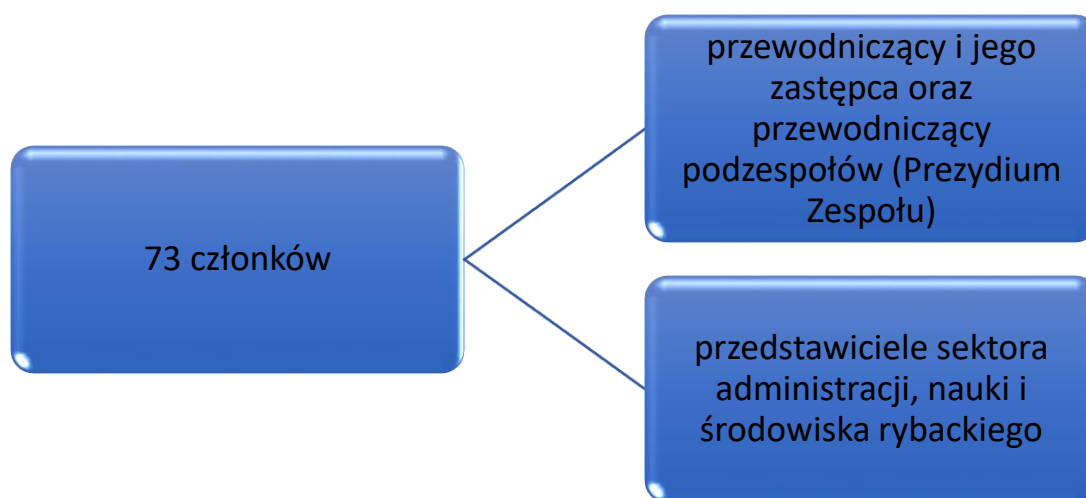 73 członków
przewodniczący i jego
zastępca oraz
przewodniczący
podzespołów (Prezydium
Zespołu)
przedstawiciele sektora
administracji, nauki i
środowiska rybackiego